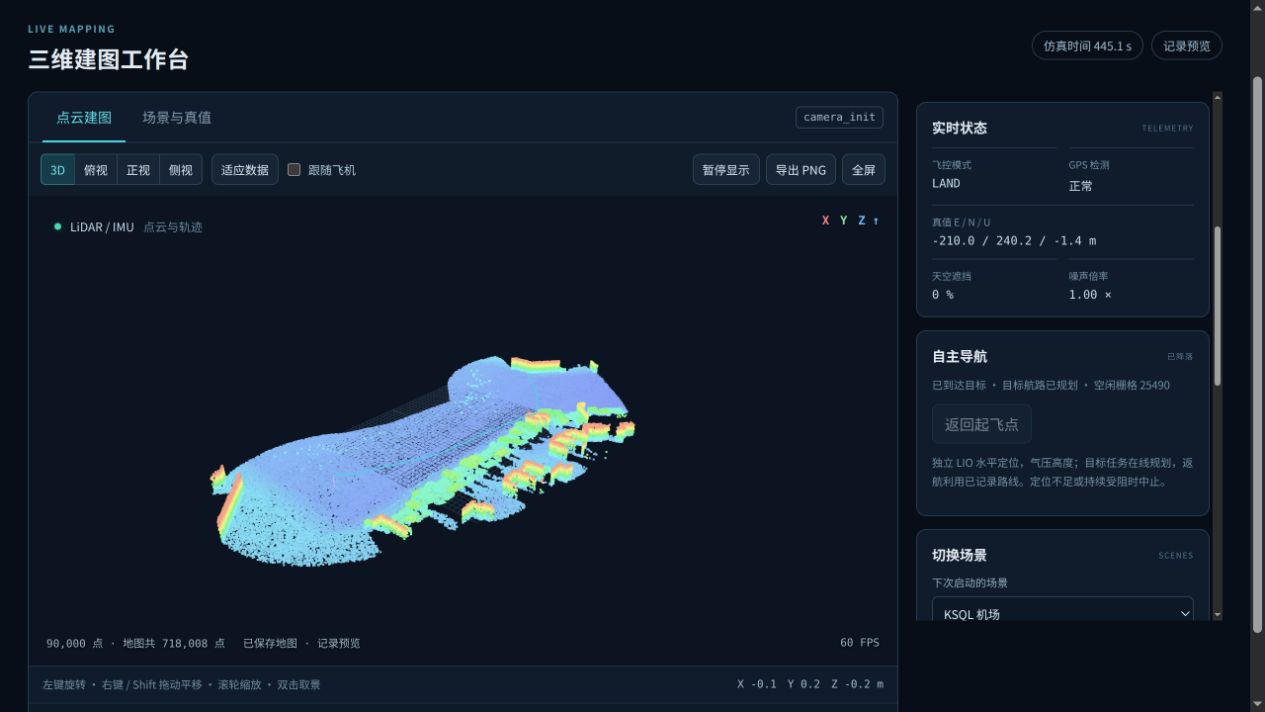 LIVE MAPPING
三维建图工作台
仿真时间 445.1 s
记录预览
点云建图
场景与真值
camera_init
3D
俯视
正视
侧视
适应数据
跟随飞机
暂停显示
导出 PNG
全屏
LiDAR / IMU 点云与轨迹
X Y Z ↑
90,000 点 · 地图共 718,008 点 已保存地图 · 记录预览
60 FPS
左键旋转 · 右键 / Shift 拖动平移 · 滚轮缩放 · 双击取景
X -0.1 Y 0.2 Z -0.2 m
实时状态
TELEMETRY
飞控模式
LAND
GPS 检测
正常
真值 E / N / U
-210.0 / 240.2 / -1.4 m
天空遮挡
0 %
噪声倍率
1.00 ×
自主导航
已降落
已到达目标 · 目标航路已规划 · 空闲栅格 25490
返回起飞点
独立 LIO 水平定位，气压高度；目标任务在线规划，返
航利用已记录路线。定位不足或持续受阻时中止。
切换场景
SCENES
下次启动的场景
KSQL 机场